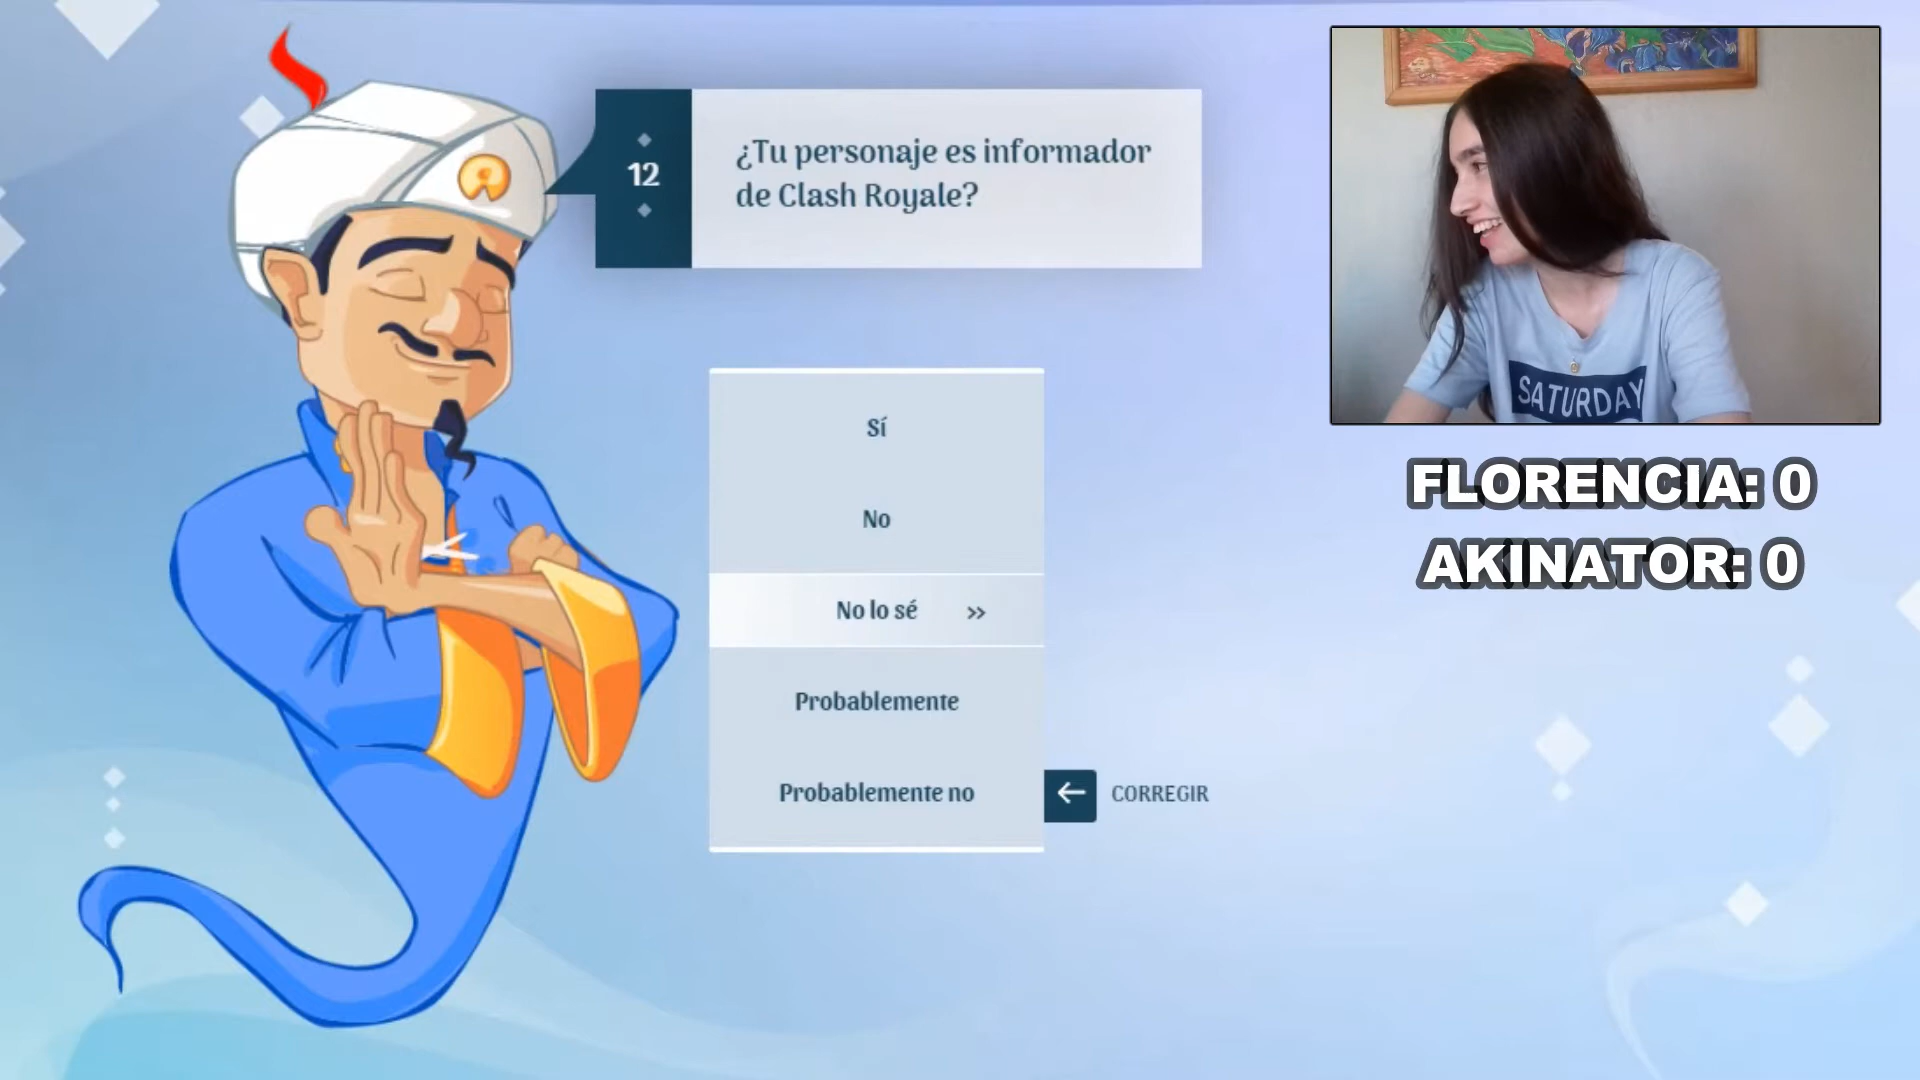 12
¿Tu personaje es informador
de Clash Royale?
Sí
No
No lo sé >>
Probablemente
Probablemente no
CORREGIR
SATURDAY
FLORENCIA: 0
AKINATOR: 0